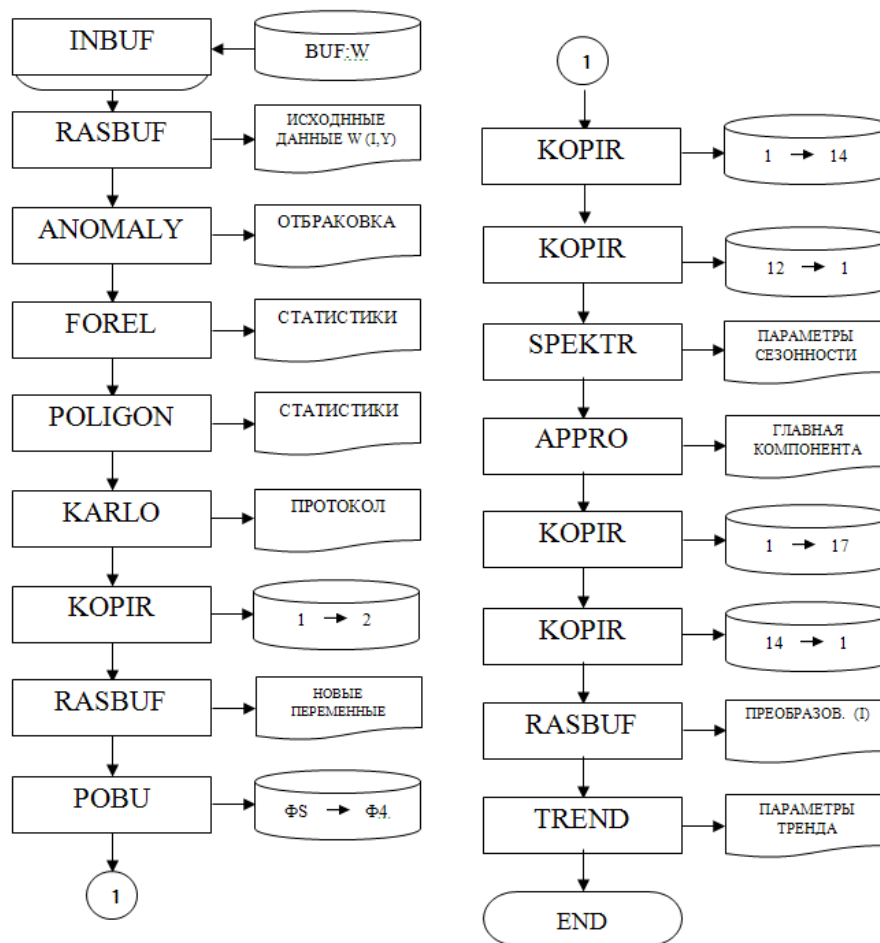 INBUF
BUF:W
RASBUF
ИСХОДННЫЕ
ДАННЫЕ W (I,Y)
ANOMALY
ОТБРАКОВКА
FOREL
СТАТИСТИКИ
POLIGON
СТАТИСТИКИ
KARLO
ПРОТОКОЛ
KOPIR
1 → 2
RASBUF
НОВЫЕ
ПЕРЕМЕННЫЕ
POBU
ФS → Ф4.
1
1
KOPIR
1 → 14
KOPIR
12 → 1
SPEKTR
ПАРАМЕТРЫ
СЕЗОННОСТИ
APPRO
ГЛАВНАЯ
КОМПОНЕНТА
KOPIR
1 → 17
KOPIR
14 → 1
RASBUF
ПРЕОБРАЗОВ. (I)
TREND
ПАРАМЕТРЫ
ТРЕНДА
END